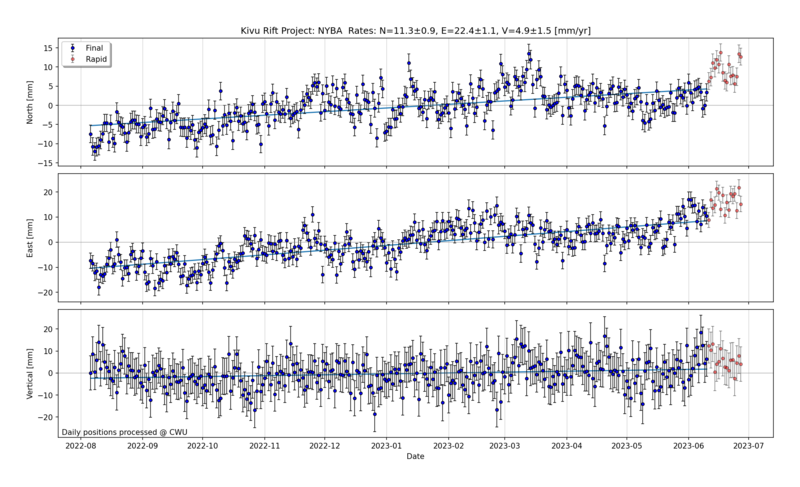 Kivu Rift Project: NYBA Rates: N=11.3±0.9, E=22.4±1.1, V=4.9±1.5 [mm/yr]
Final
Rapid
North [mm]
15
10
5
0
−5
−10
−15
East [mm]
20
10
0
−10
−20
Vertical [mm]
20
10
0
−10
−20
Daily positions processed @ CWU
2022-08 2022-09 2022-10 2022-11 2022-12 2023-01 2023-02 2023-03 2023-04 2023-05 2023-06 2023-07
Date